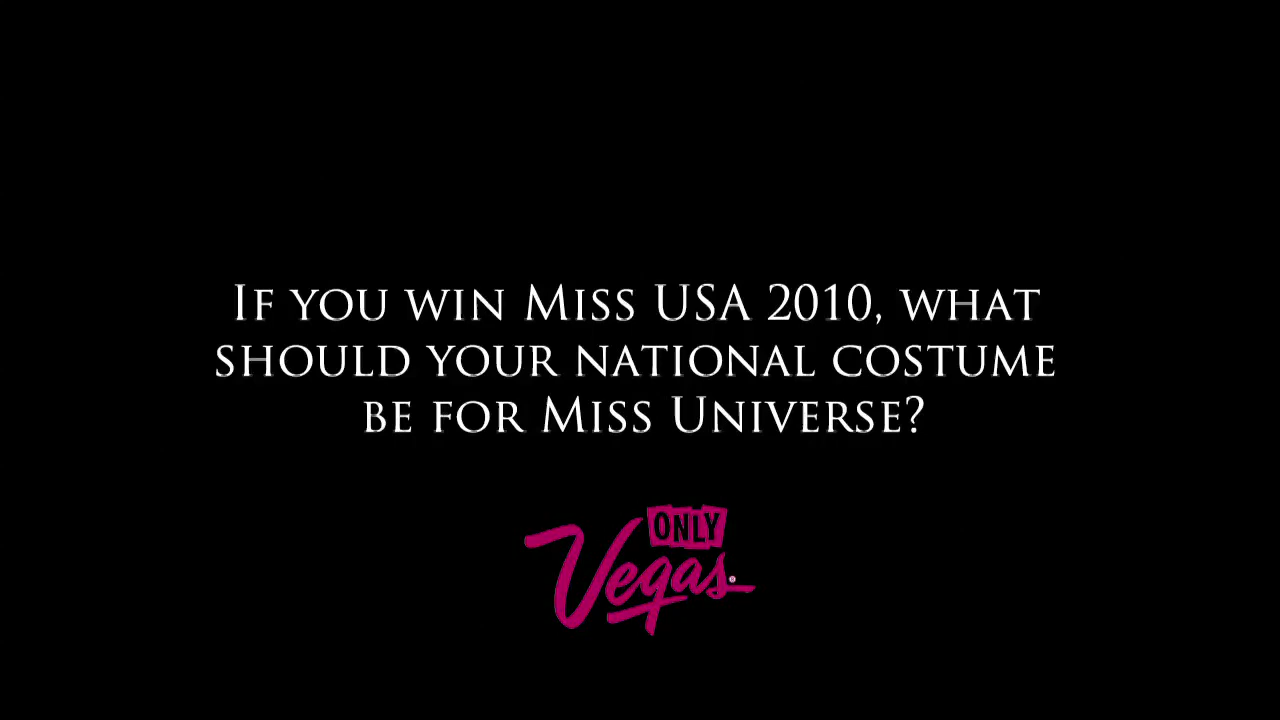 If you win Miss USA 2010, what
should your national costume
be for Miss Universe?
ONLY
Vegas®